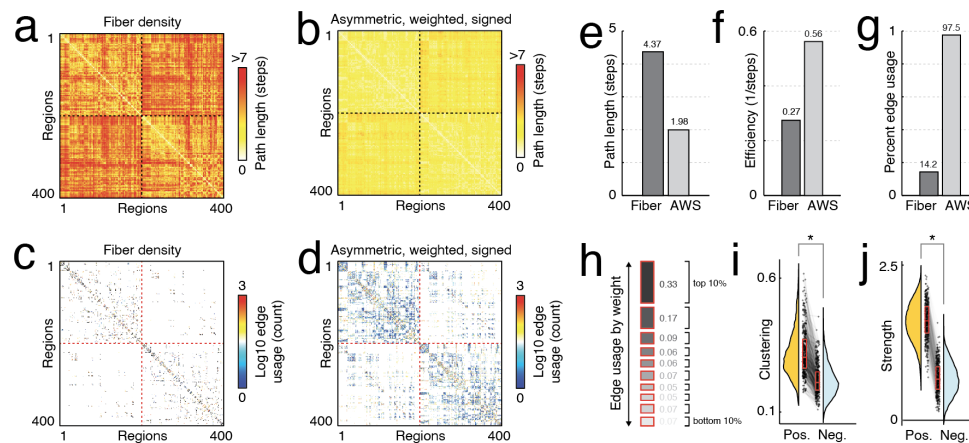 a
Fiber density
1
Regions
400
1
Regions
400
>7
0
Path length (steps)
b
Asymmetric, weighted, signed
1
Regions
400
1
Regions
400
>7
0
Path length (steps)
e
Path length (steps)
5
0
4.37
1.98
Fiber AWS
f
Efficiency (1/steps)
0.6
0
0.27
0.56
Fiber AWS
g
Percent edge usage
1
0
14.2
97.5
Fiber AWS
c
Fiber density
1
Regions
400
3
0
Log10 edge
usage (count)
d
Asymmetric, weighted, signed
1
Regions
400
3
0
Log10 edge
usage (count)
h
Edge usage by weight
0.33
0.17
0.09
0.06
0.06
0.07
0.05
0.05
0.07
0.07
top 10%
bottom 10%
i
*
Clustering
0.6
0.1
Pos. Neg.
j
*
Strength
2.5
0
Pos. Neg.